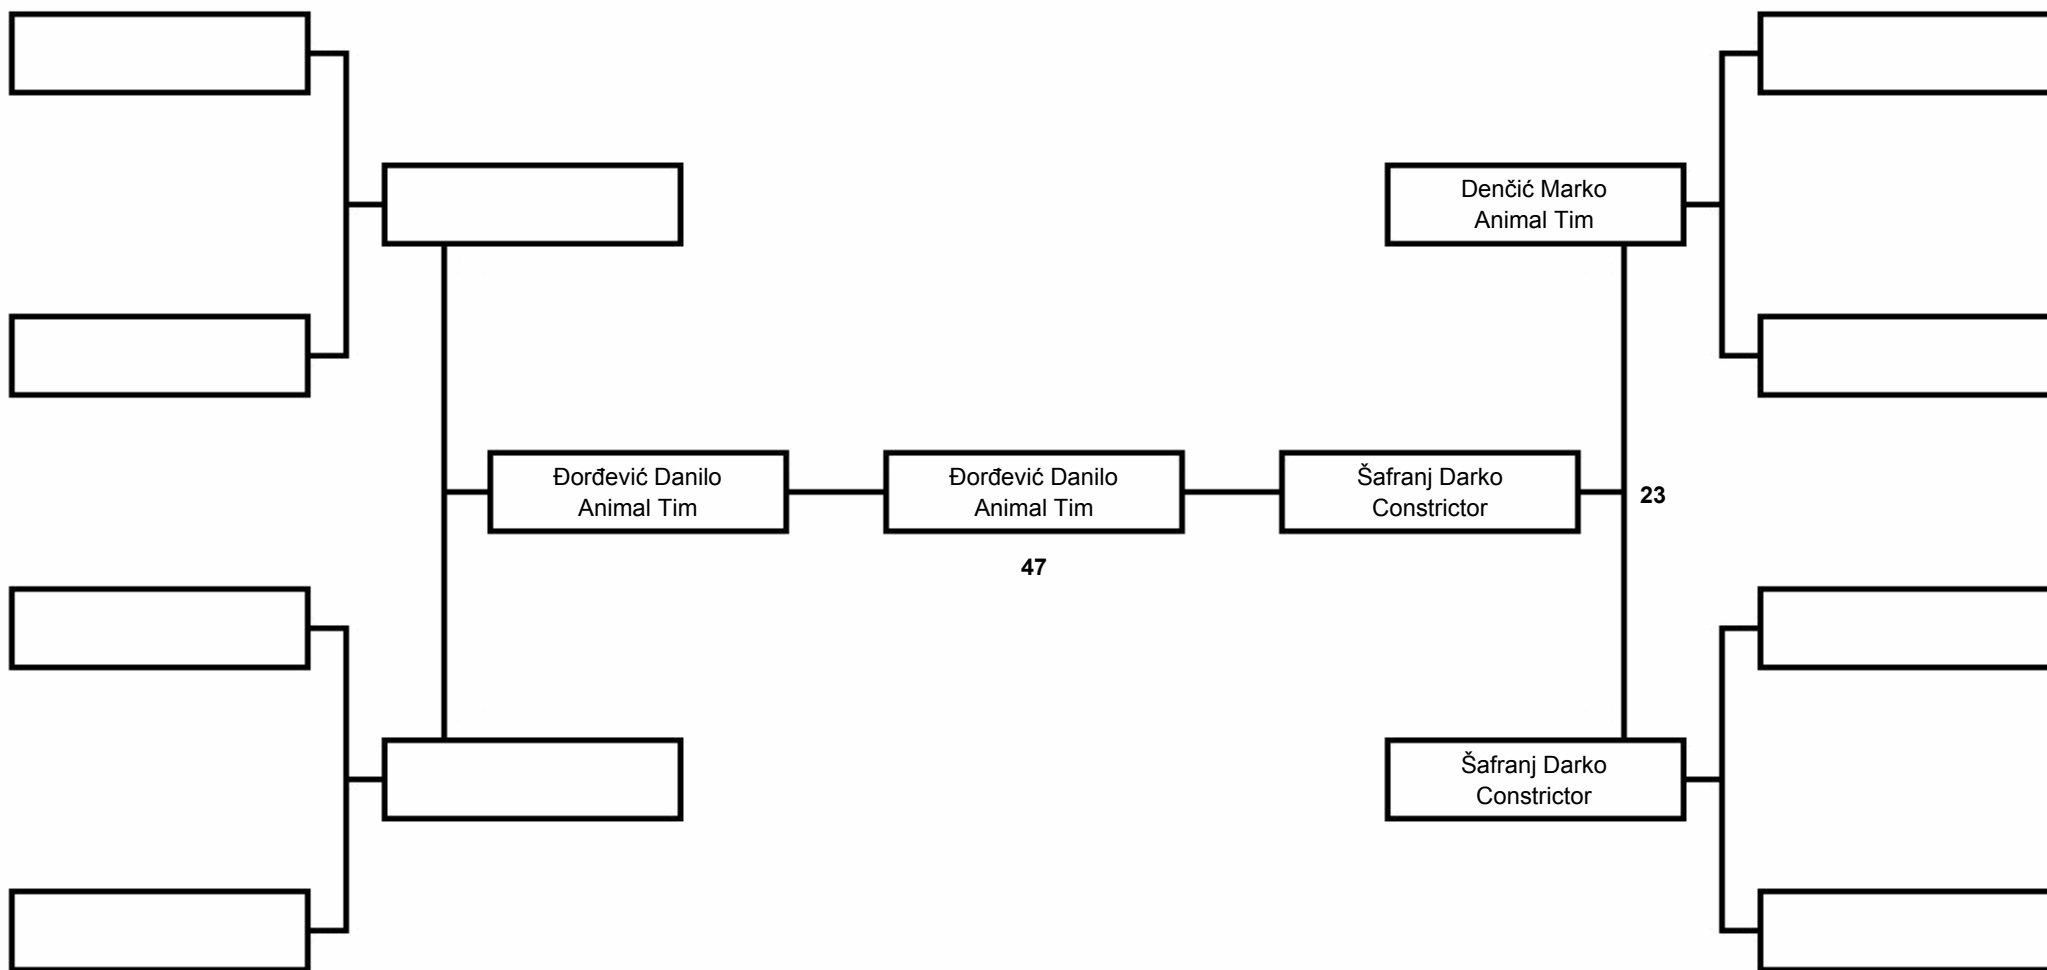 Denčić Marko
Animal Tim
Đorđević Danilo
Animal Tim
Đorđević Danilo
Animal Tim
Šafranj Darko
Constrictor
23
47
Šafranj Darko
Constrictor